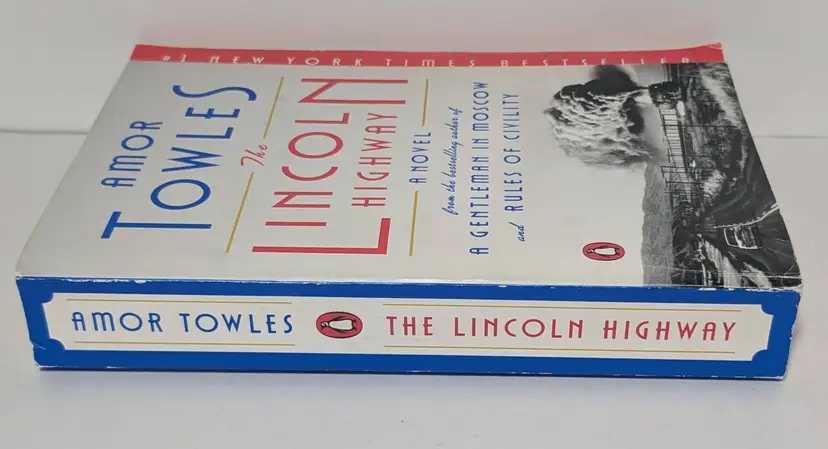 #1 NEW YORK TIMES BESTSELLER
AMOR
TOWLES
The
LINCOLN
HIGHWAY
A NOVEL
from the bestselling author of
A GENTLEMAN IN MOSCOW
and RULES OF CIVILITY
AMOR TOWLES THE LINCOLN HIGHWAY